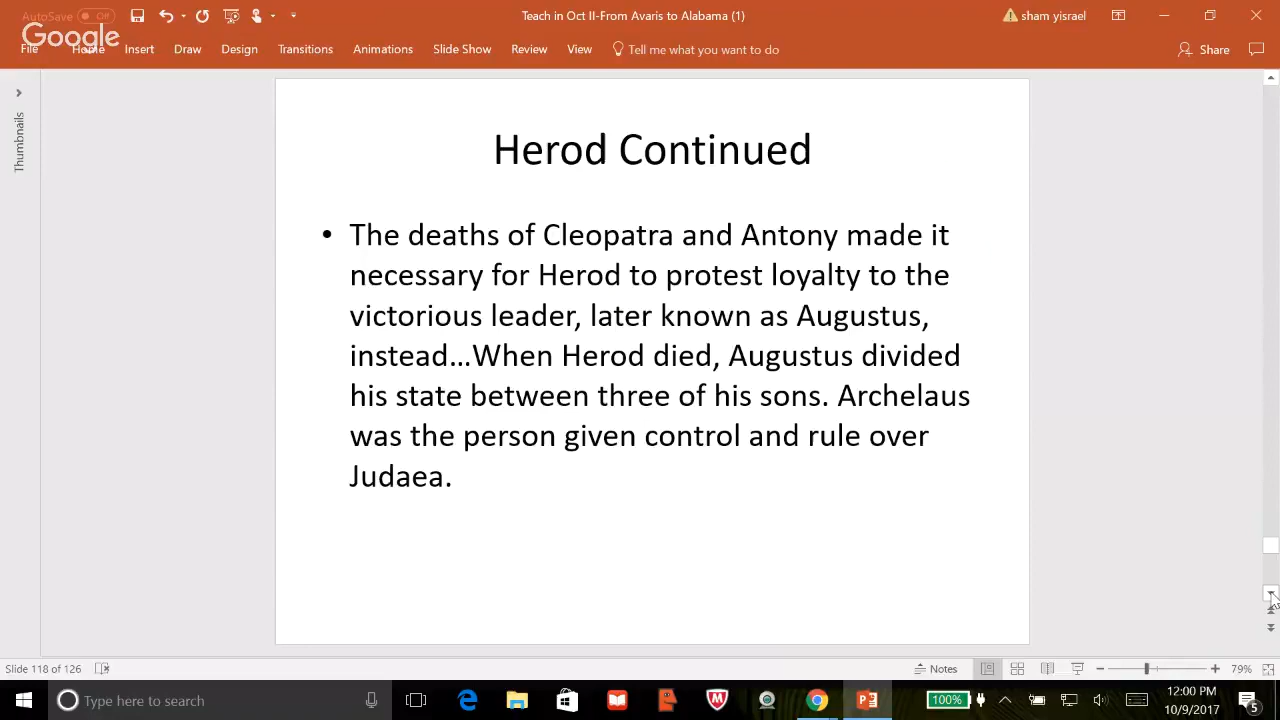 AutoSave Off
Teach in Oct II-From Avaris to Alabama (1)
sham yisrael
Google
File Home Insert Draw Design Transitions Animations Slide Show Review View Tell me what you want to do
Share
Thumbnails
Herod Continued
• The deaths of Cleopatra and Antony made it
necessary for Herod to protest loyalty to the
victorious leader, later known as Augustus,
instead…When Herod died, Augustus divided
his state between three of his sons. Archelaus
was the person given control and rule over
Judaea.
Slide 118 of 126
Notes
79%
Type here to search
100%
12:00 PM
10/9/2017
5